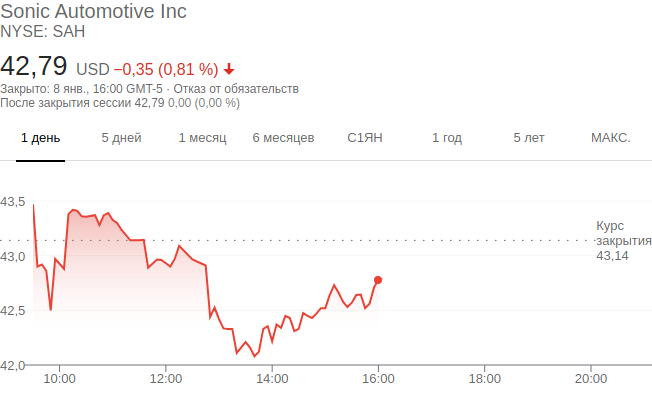 Sonic Automotive Inc
NYSE: SAH
42,79 USD −0,35 (0,81 %)
Закрыто: 8 янв., 16:00 GMT-5 · Отказ от обязательств
После закрытия сессии 42,79 0,00 (0,00 %)
1 день 5 дней 1 месяц 6 месяцев С1ЯН 1 год 5 лет МАКС.
43,5
Курс
закрытия
43,14
43,0
42,5
42,0
10:00 12:00 14:00 16:00 18:00 20:00